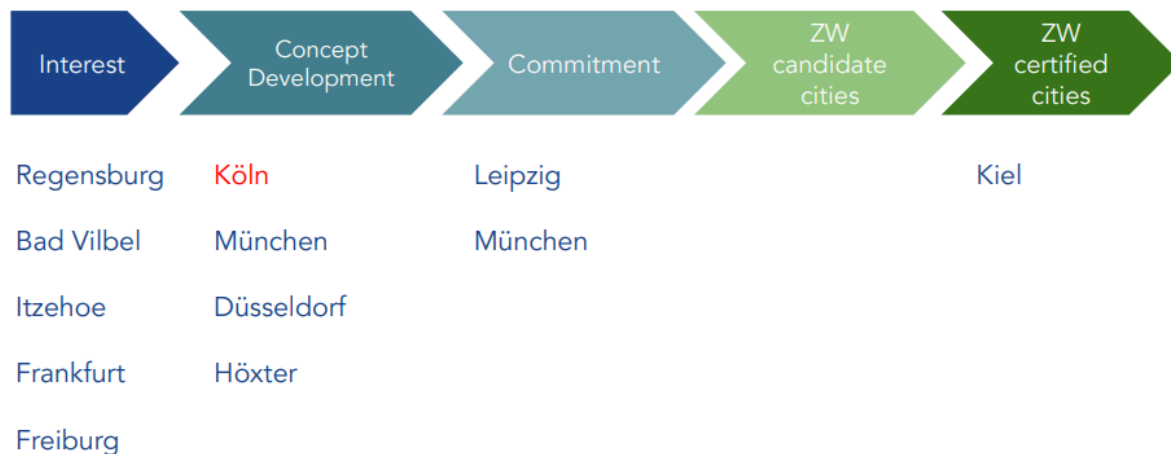 Interest
Concept
Development
Commitment
ZW
candidate
cities
ZW
certified
cities
Regensburg
Köln
Leipzig
Kiel
Bad Vilbel
München
München
Itzehoe
Düsseldorf
Frankfurt
Höxter
Freiburg